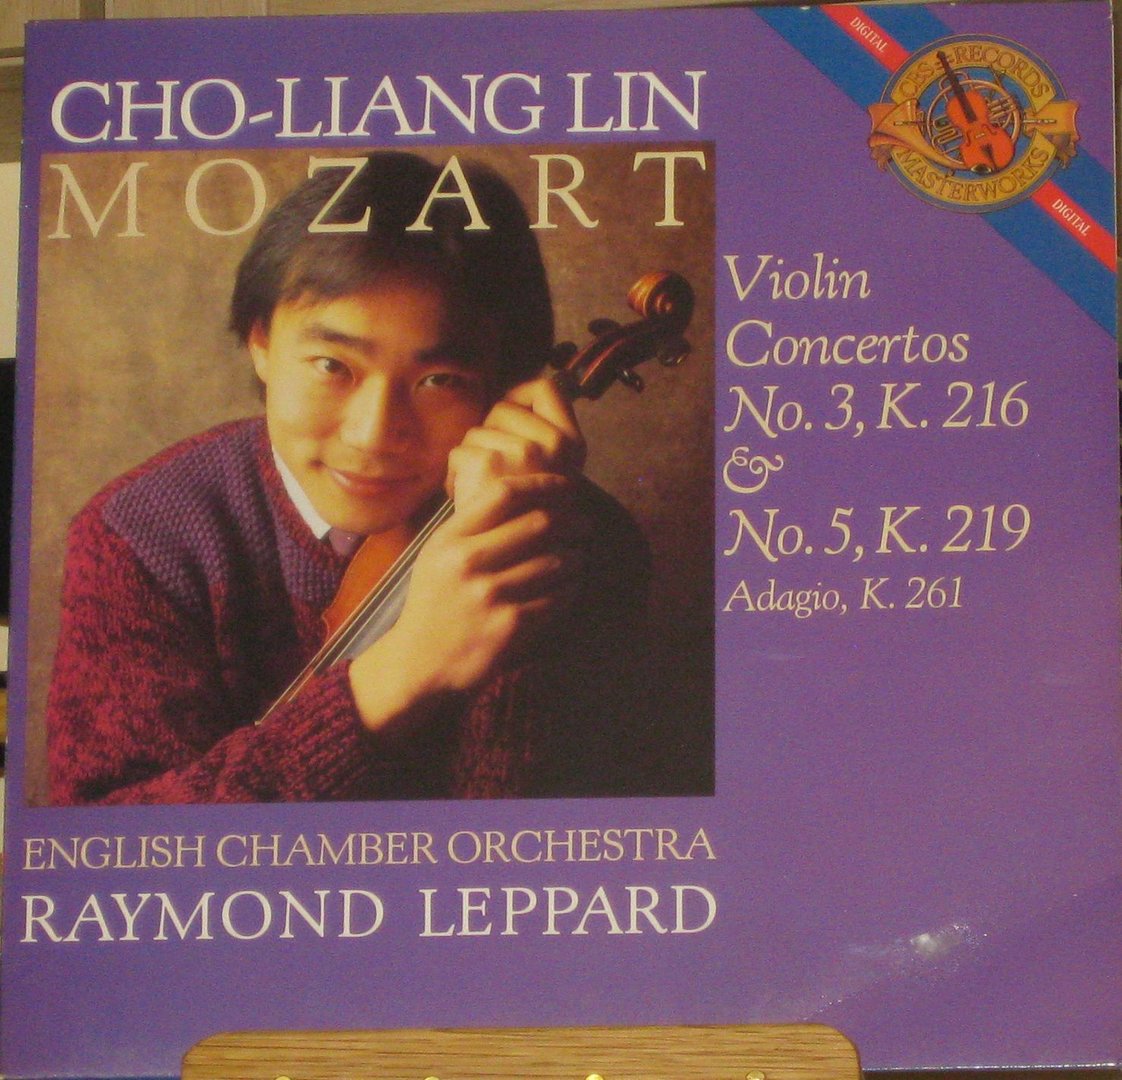 CHO-LIANG LIN
MOZART
DIGITAL
CBS RECORDS
MASTERWORKS
DIGITAL
Violin
Concertos
No. 3, K. 216
&
No. 5, K. 219
Adagio, K. 261
ENGLISH CHAMBER ORCHESTRA
RAYMOND LEPPARD